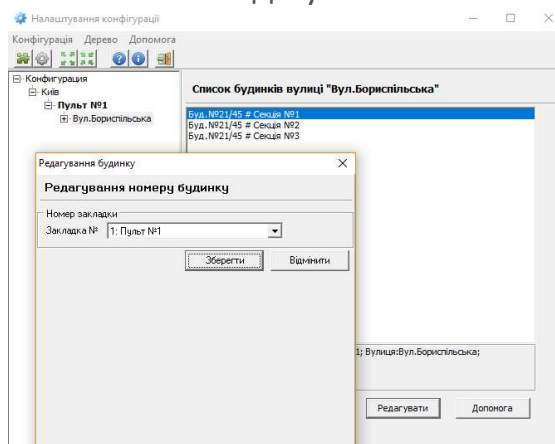 Налаштування конфігурації
Конфігурація Дерево Допомога
Конфигурация
Київ
Пульт №1
Вул.Бориспільська
Список будинків вулиці "Вул.Бориспільська"
Буд.№21/45 # Секція №1
Буд.№21/45 # Секція №2
Буд.№21/45 # Секція №3
Редагування будинку
Редагування номеру будинку
Номер закладки
Закладка № 1: Пульт №1
Зберегти Відмінити
1; Вулиця:Вул.Бориспільська;
Редагувати Допомога